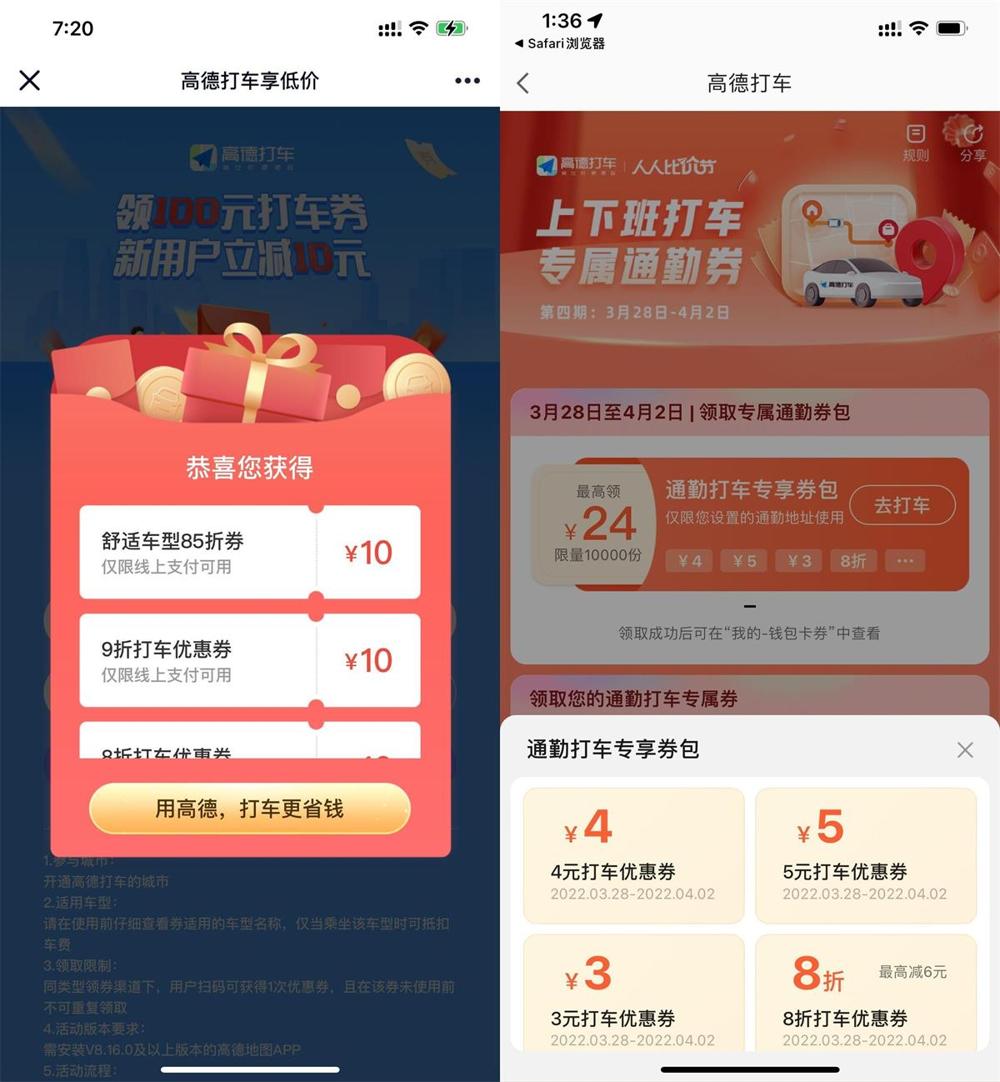 7:20
高德打车享低价
高德打车
领100元打车券
新用户立减10元
恭喜您获得
舒适车型85折券
仅限线上支付可用
¥10
9折打车优惠券
仅限线上支付可用
¥10
8折打车优惠券
用高德，打车更省钱
1.参与城市：
开通高德打车的城市
2.适用车型：
请在使用前仔细查看券适用的车型名称，仅当乘坐该车型时可抵扣
车费
3.领取限制：
同类型领券渠道下，用户扫码可获得1次优惠券，且在该券未使用前
不可重复领取
4.活动版本要求：
需安装V8.16.0及以上版本的高德地图APP
5.活动流程：
1:36
Safari浏览器
高德打车
规则
分享
高德打车
人人比价节
上下班打车
专属通勤券
高德打车
第四期：3月28日-4月2日
3月28日至4月2日 | 领取专属通勤券包
最高领
¥24
限量10000份
通勤打车专享券包
仅限您设置的通勤地址使用
¥4 ¥5 ¥3 8折 ···
去打车
领取成功后可在“我的-钱包卡券”中查看
领取您的通勤打车专属券
通勤打车专享券包
¥4
4元打车优惠券
2022.03.28-2022.04.02
¥5
5元打车优惠券
2022.03.28-2022.04.02
¥3
3元打车优惠券
2022.03.28-2022.04.02
8折
最高减6元
8折打车优惠券
2022.03.28-2022.04.02